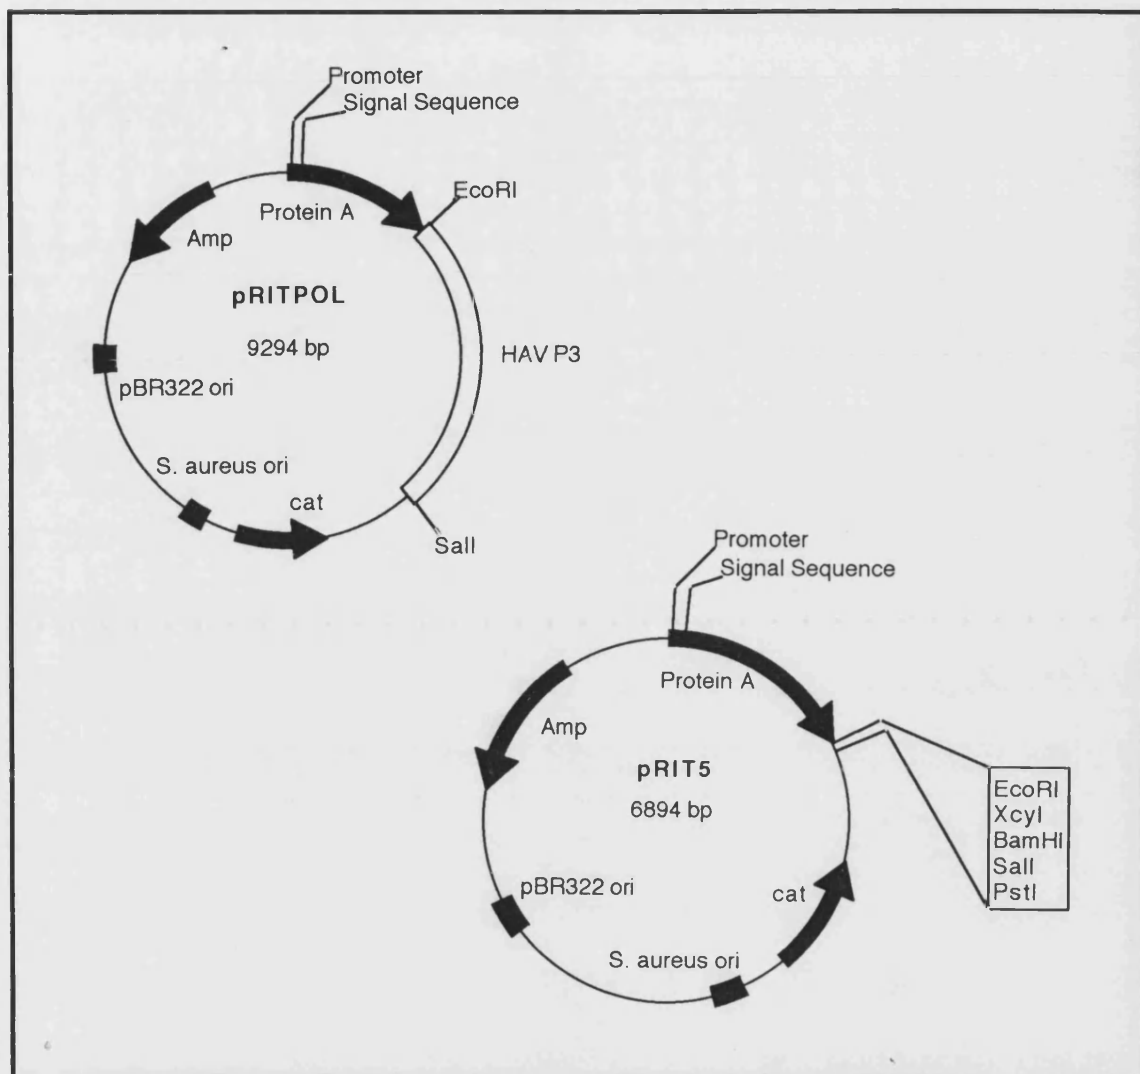 Promoter
Signal Sequence
EcoRI
Protein A
Amp
pRITPOL
9294 bp
HAV P3
pBR322 ori
S. aureus ori
cat
SalI
Promoter
Signal Sequence
Protein A
Amp
pRIT5
6894 bp
EcoRI
XcyI
BamHI
SalI
PstI
pBR322 ori
cat
S. aureus ori